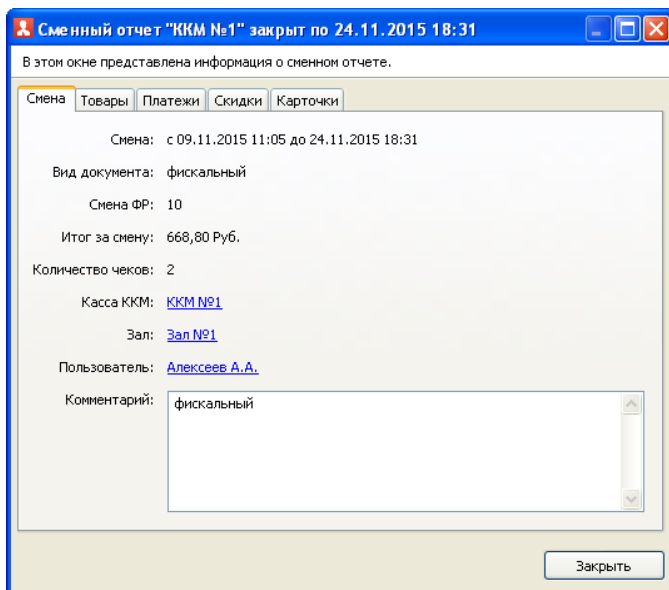 Сменный отчет "ККМ №1" закрыт по 24.11.2015 18:31
В этом окне представлена информация о сменном отчете.
Смена Товары Платежи Скидки Карточки
Смена: с 09.11.2015 11:05 до 24.11.2015 18:31
Вид документа: фискальный
Смена ФР: 10
Итог за смену: 668,80 Руб.
Количество чеков: 2
Касса ККМ: ККМ №1
Зал: Зал №1
Пользователь: Алексеев А.А.
Комментарий: фискальный
Закрыть